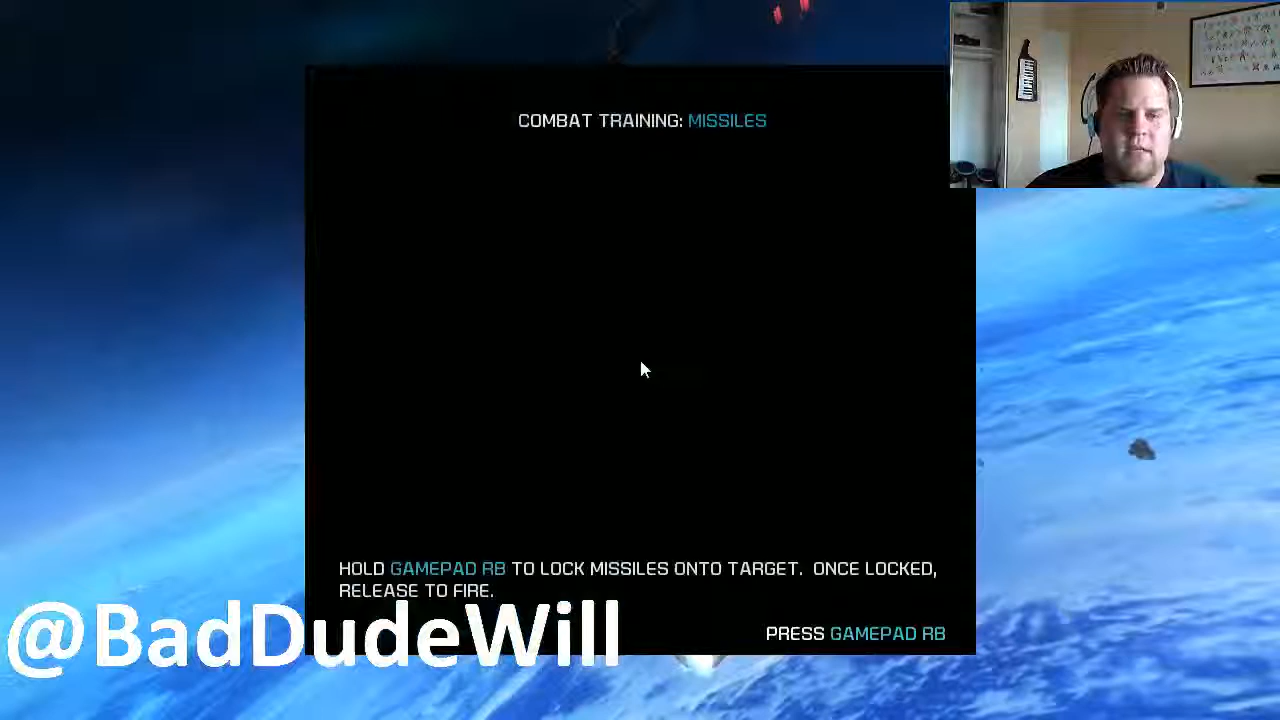 COMBAT TRAINING: MISSILES
HOLD GAMEPAD RB TO LOCK MISSILES ONTO TARGET. ONCE LOCKED,
RELEASE TO FIRE.
@BadDudeWill
PRESS GAMEPAD RB